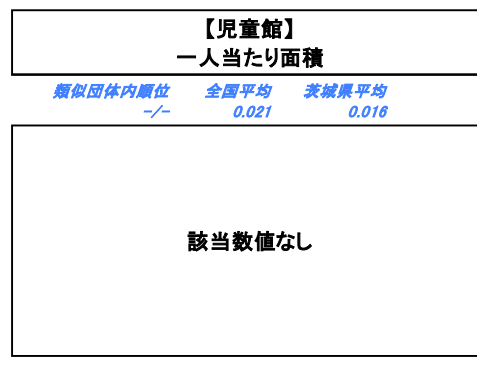 【児童館】
一人当たり面積
類似団体内順位 全国平均 茨城県平均
-/- 0.021 0.016
該当数値なし